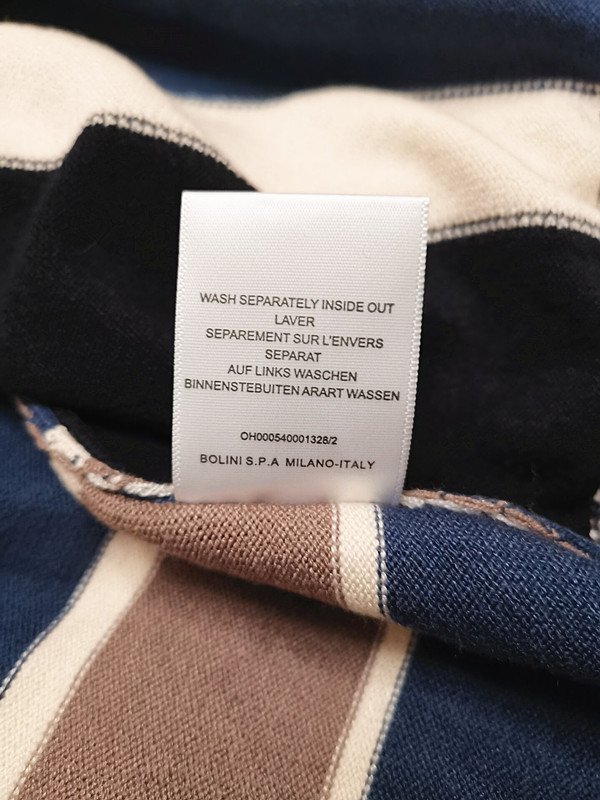 WASH SEPARATELY INSIDE OUT
LAVER
SEPAREMENT SUR L'ENVERS
SEPARAT
AUF LINKS WASCHEN
BINNENSTEBUITEN ARART WASSEN
OH000540001328/2
BOLINI S.P.A MILANO-ITALY